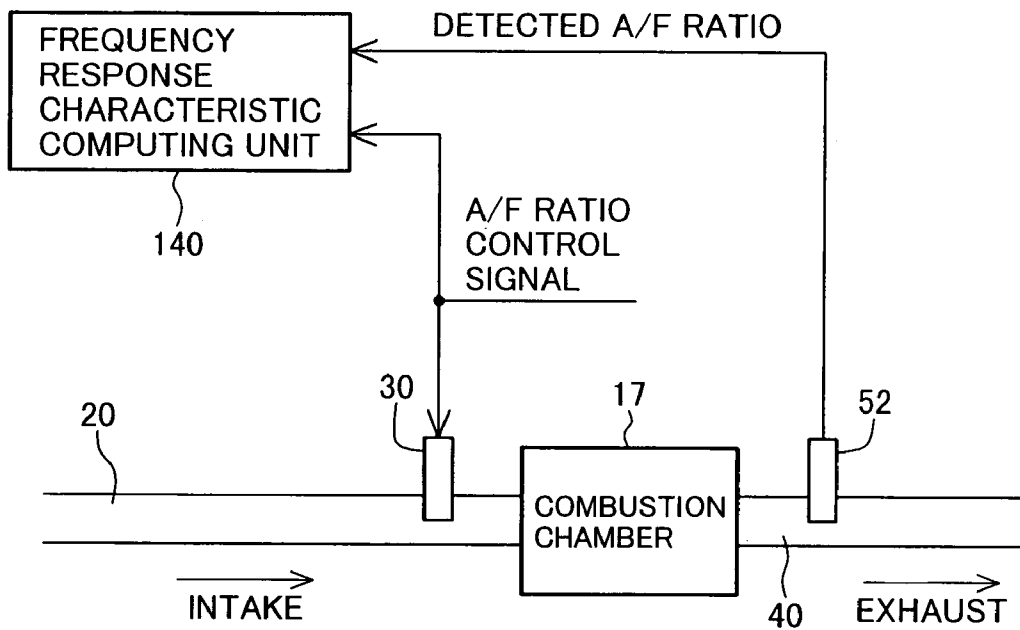 DETECTED A/F RATIO
FREQUENCY
RESPONSE
CHARACTERISTIC
COMPUTING UNIT
140
A/F RATIO
CONTROL
SIGNAL
30
17
52
20
COMBUSTION
CHAMBER
INTAKE
40
EXHAUST